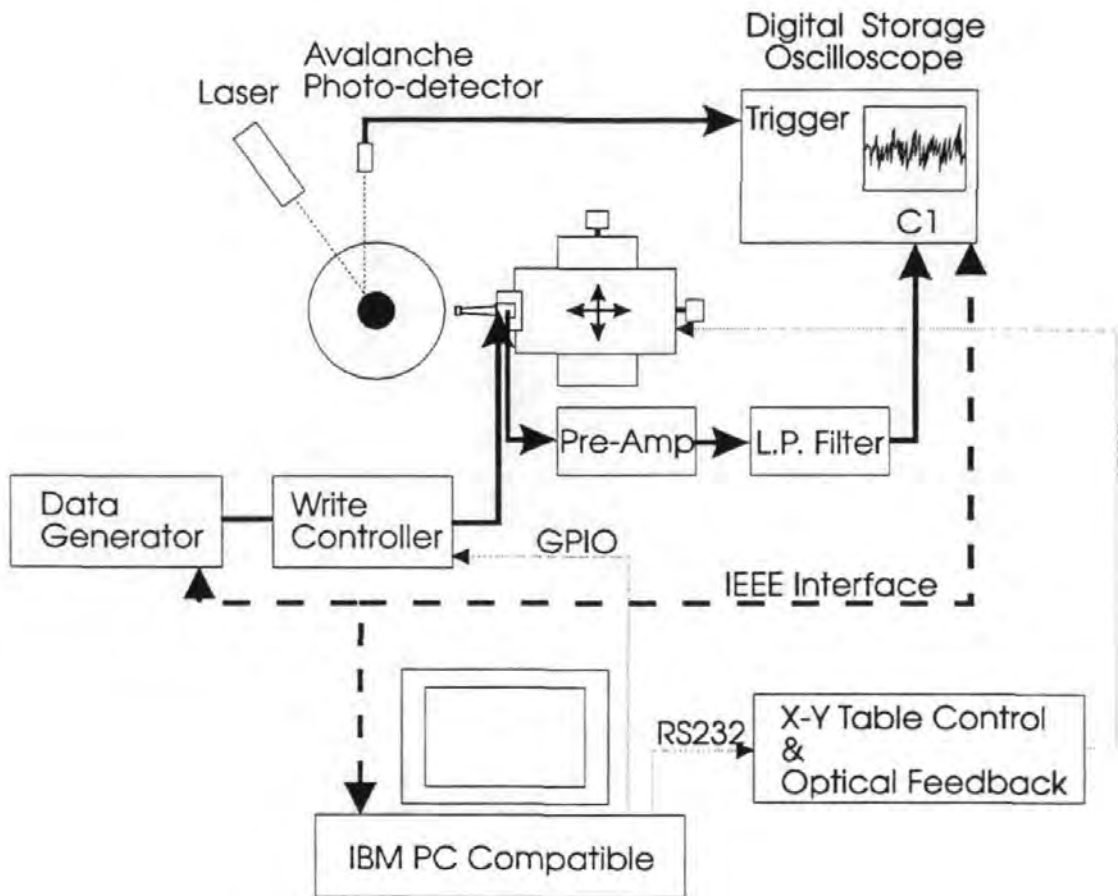 Digital Storage
Oscilloscope
Avalanche
Photo-detector
Laser
Trigger
C1
Pre-Amp
L.P. Filter
Data
Generator
Write
Controller
GPIO
IEEE Interface
RS232
X-Y Table Control
&
Optical Feedback
IBM PC Compatible